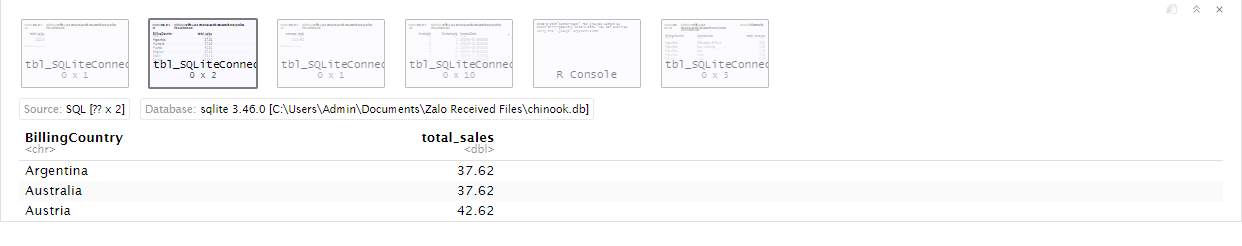 tbl_SQLiteConnec
0 x 1
tbl_SQLiteConnec
0 x 2
tbl_SQLiteConnec
0 x 1
tbl_SQLiteConnec
0 x 10
R Console
tbl_SQLiteConnec
0 x 3
Source: SQL [?? x 2]
Database: sqlite 3.46.0 [C:\Users\Admin\Documents\Zalo Received Files\chinook.db]
BillingCountry total_sales
<chr> <dbl>
Argentina 37.62
Australia 37.62
Austria 42.62